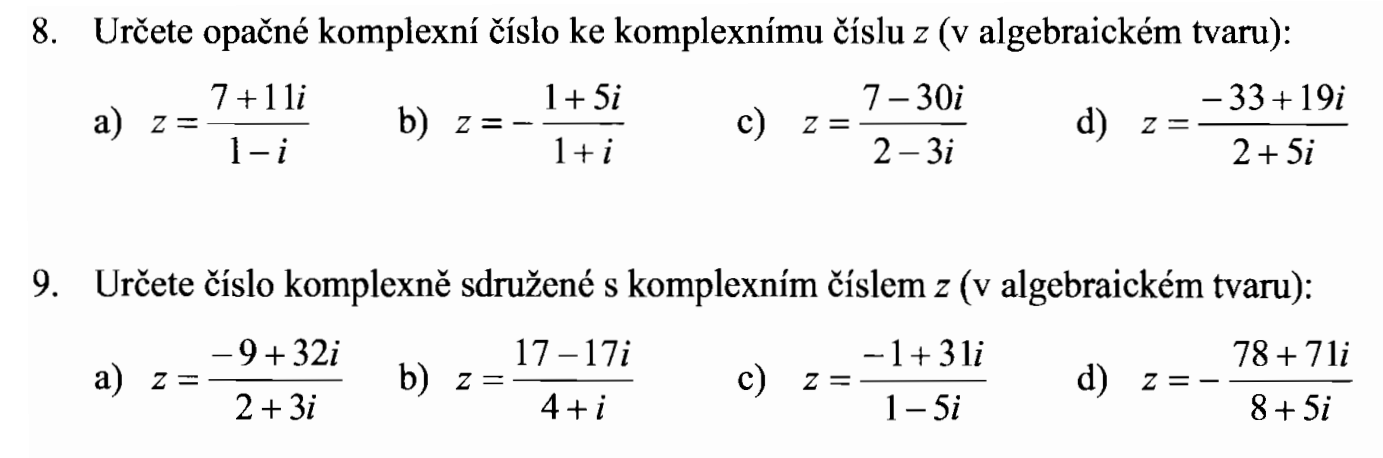 8. Určete opačné komplexní číslo ke komplexnímu číslu z (v algebraickém tvaru):
a) z = (7 + 11i)/(1 − i) b) z = −(1 + 5i)/(1 + i) c) z = (7 − 30i)/(2 − 3i) d) z = (−33 + 19i)/(2 + 5i)
9. Určete číslo komplexně sdružené s komplexním číslem z (v algebraickém tvaru):
a) z = (−9 + 32i)/(2 + 3i) b) z = (17 − 17i)/(4 + i) c) z = (−1 + 31i)/(1 − 5i) d) z = −(78 + 71i)/(8 + 5i)